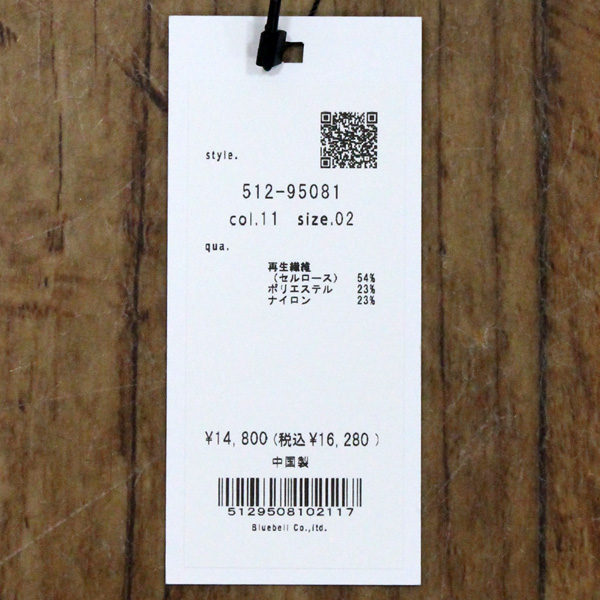 style.
512-95081
col.11 size.02
qua.
再生繊維
(セルロース) 54%
ポリエステル 23%
ナイロン 23%
¥14,800(税込¥16,280)
中国製
5129508102117
Bluebell Co.,ltd.